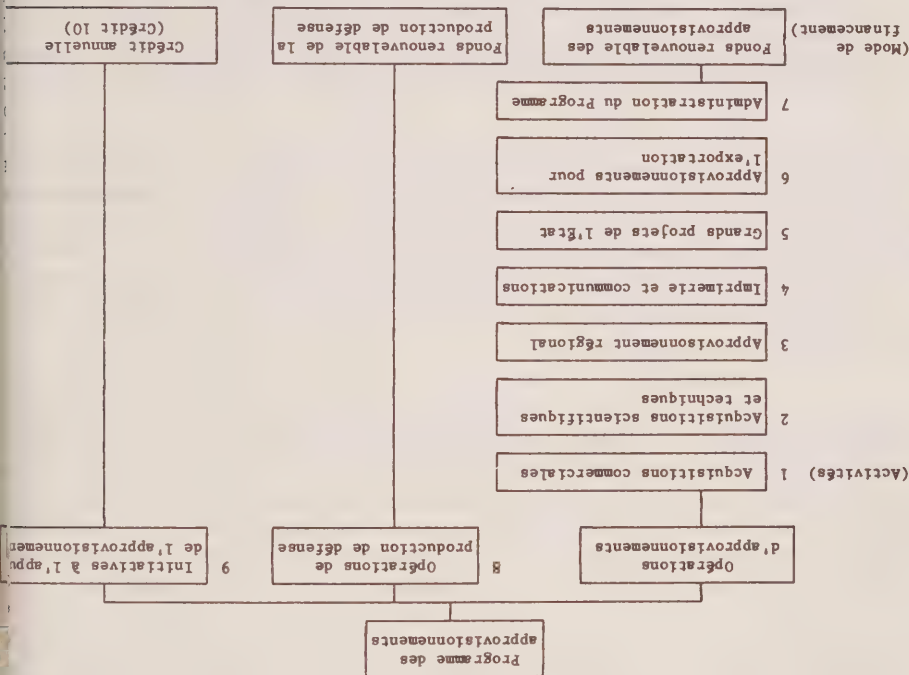 Programme des
approvisionnements
Opérations
d'approvisionnements
8 Opérations de
production de défense
9 Initiatives à l'appu
de l'approvisionnemen
(Activités) 1 Acquisitions commerciales
2 Acquisitions scientifiques
et techniques
3 Approvisonnement régional
4 Imprimerie et communications
5 Grands projets de l'État
6 Approvisionnements pour
l'exportation
7 Administration du Programme
(Mode de
financement)
Fonds renouvelable des
approvisionnements
Fonds renouvelable de la
production de défense
Crédit annuelle
(Crédit 10)